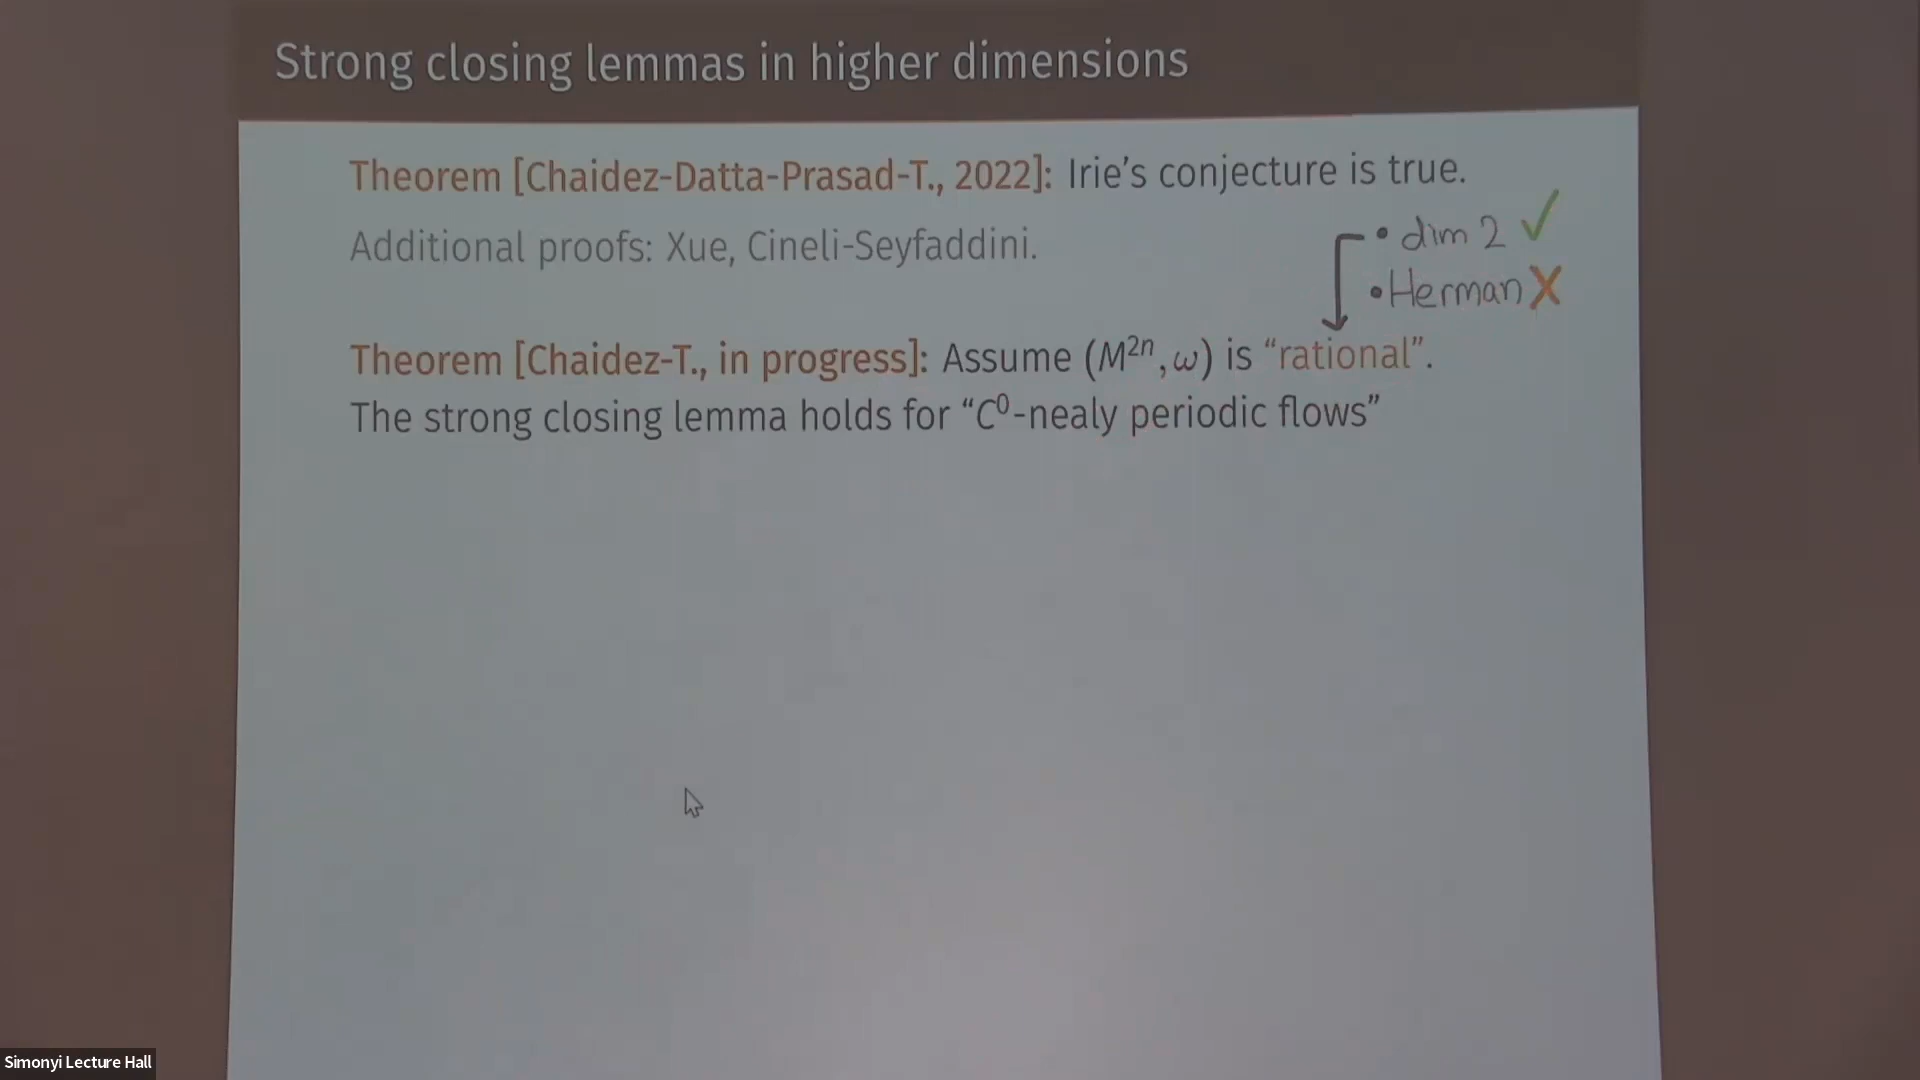 Strong closing lemmas in higher dimensions
Theorem [Chaidez-Datta-Prasad-T., 2022]: Irie's conjecture is true.
Additional proofs: Xue, Cineli-Seyfaddini.
• dim 2 ✓
• Herman X
Theorem [Chaidez-T., in progress]: Assume (M²ⁿ, ω) is “rational”.
The strong closing lemma holds for “C⁰-nealy periodic flows”
Simonyi Lecture Hall